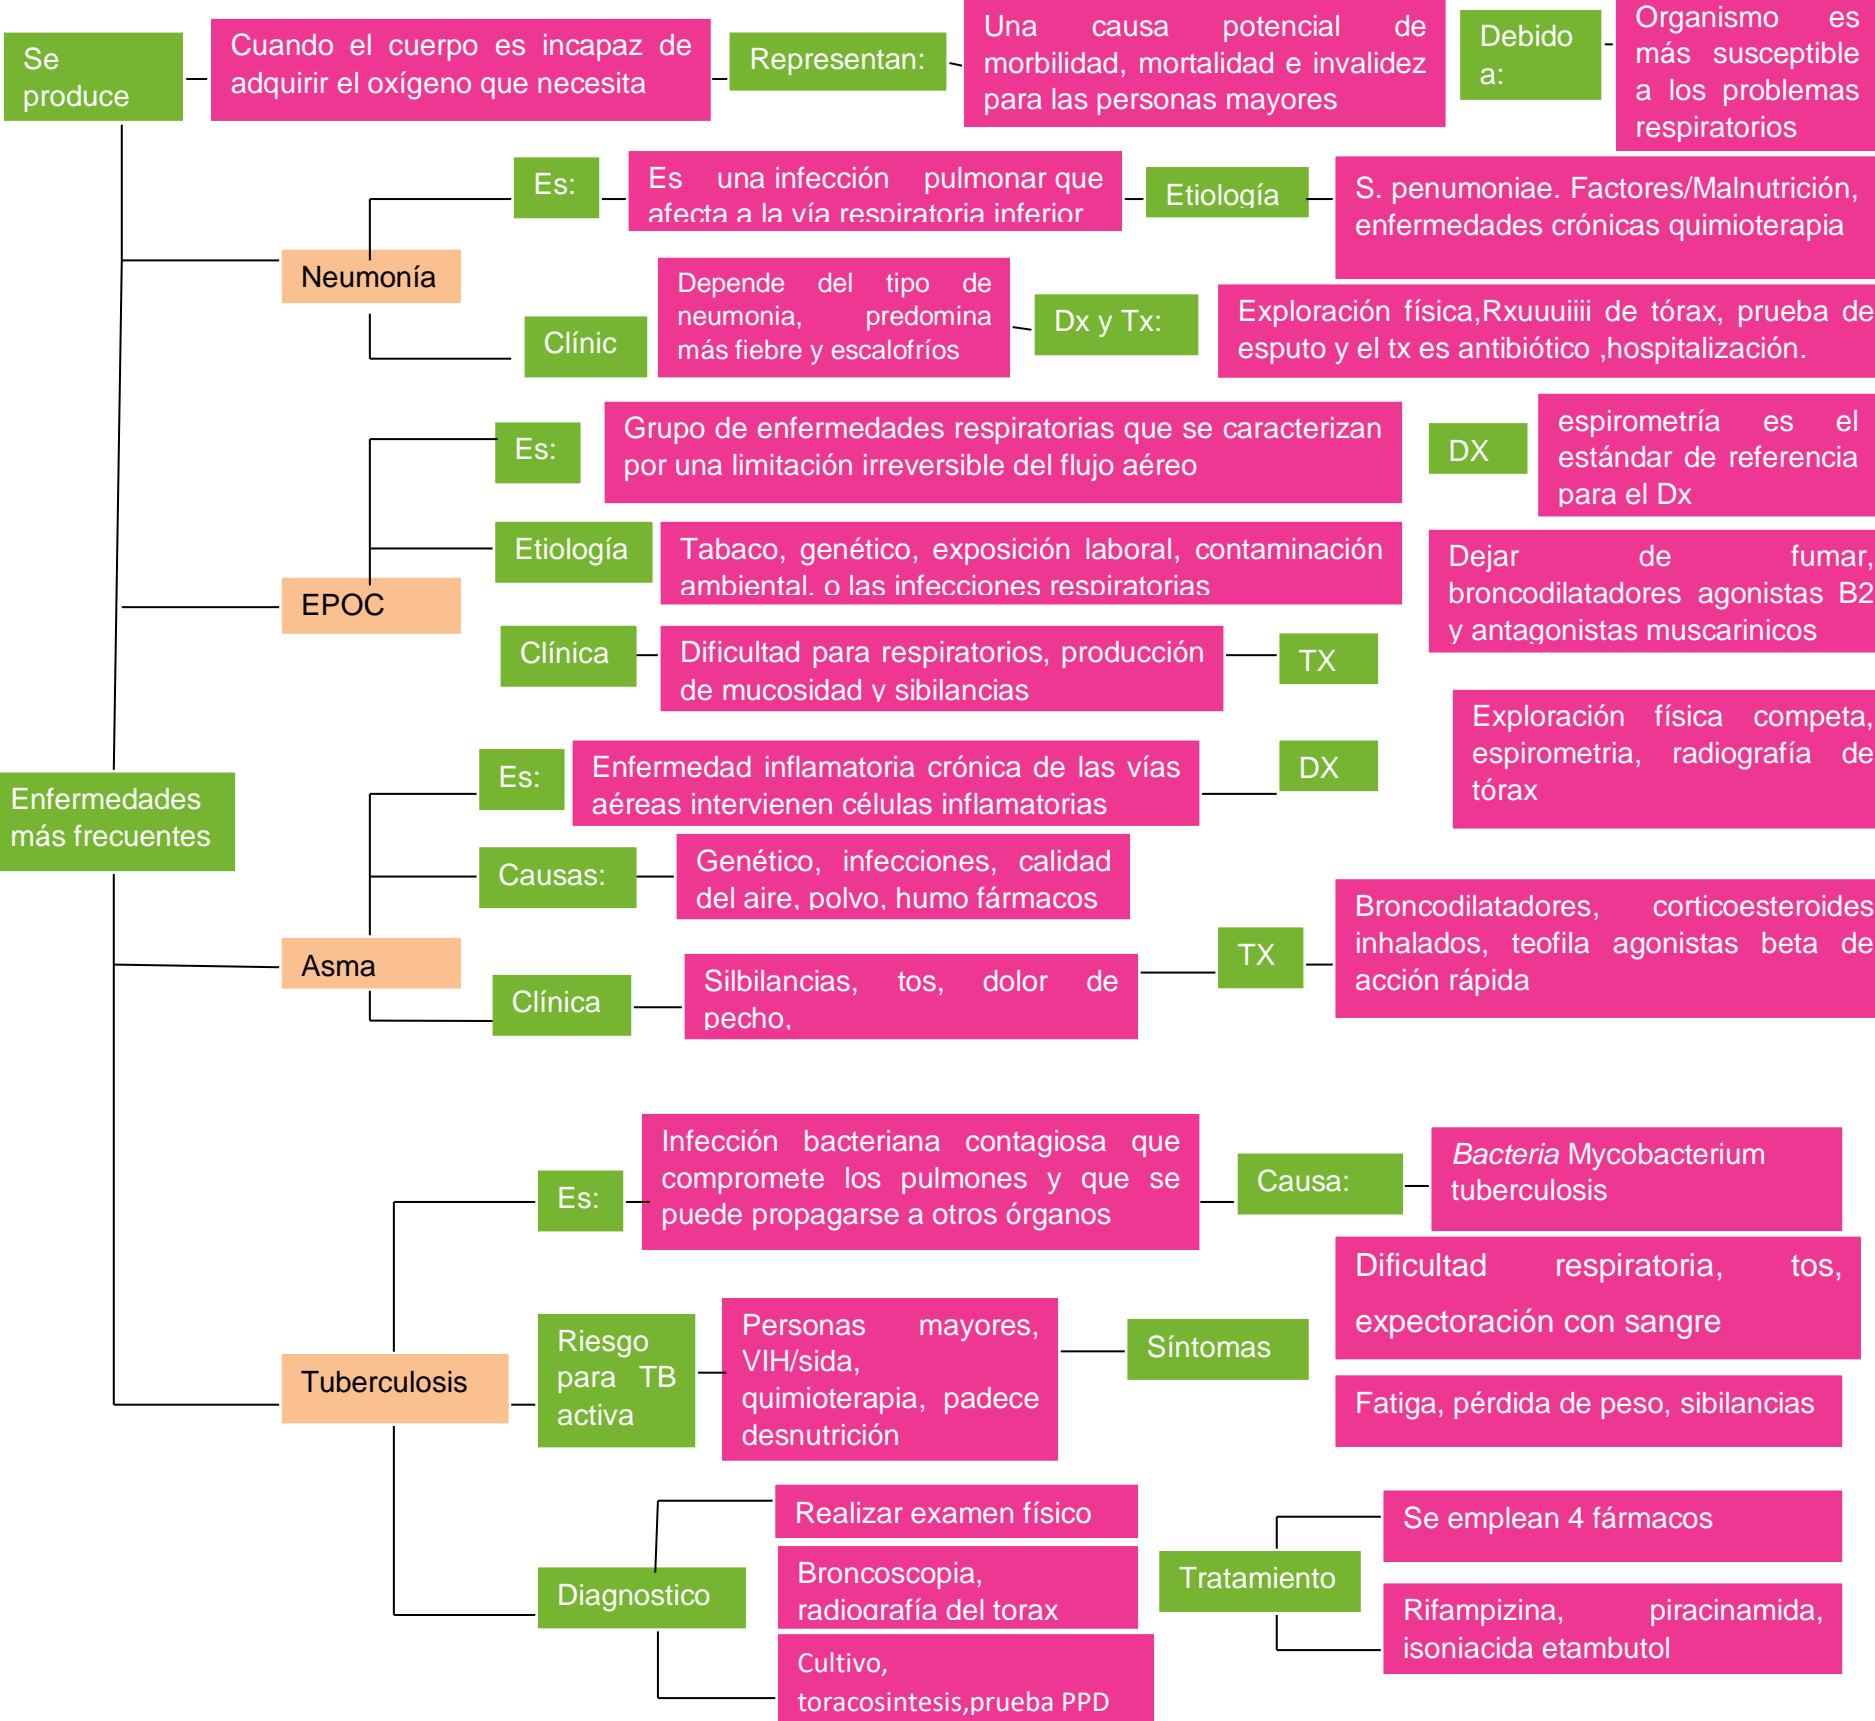 Se
produce
Cuando el cuerpo es incapaz de
adquirir el oxígeno que necesita
Representan:
Una causa potencial de
morbilidad, mortalidad e invalidez
para las personas mayores
Debido
a:
Organismo es
más susceptible
a los problemas
respiratorios
Neumonía
Es:
Es una infección pulmonar que
afecta a la vía respiratoria inferior
Etiología
S. penumoniae. Factores/Malnutrición,
enfermedades crónicas quimioterapia
Clínic
Depende del tipo de
neumonia, predomina
más fiebre y escalofríos
Dx y Tx:
Exploración física,Rxuuuiiii de tórax, prueba de
esputo y el tx es antibiótico ,hospitalización.
EPOC
Es:
Grupo de enfermedades respiratorias que se caracterizan
por una limitación irreversible del flujo aéreo
DX
espirometría es el
estándar de referencia
para el Dx
Etiología
Tabaco, genético, exposición laboral, contaminación
ambiental, o las infecciones respiratorias
Clínica
Dificultad para respiratorios, producción
de mucosidad y sibilancias
TX
Dejar de fumar,
broncodilatadores agonistas B2
y antagonistas muscarinicos
Enfermedades
más frecuentes
Asma
Es:
Enfermedad inflamatoria crónica de las vías
aéreas intervienen células inflamatorias
DX
Exploración física competa,
espirometria, radiografía de
tórax
Causas:
Genético, infecciones, calidad
del aire, polvo, humo fármacos
Clínica
Silbilancias, tos, dolor de
pecho,
TX
Broncodilatadores, corticoesteroides
inhalados, teofila agonistas beta de
acción rápida
Tuberculosis
Es:
Infección bacteriana contagiosa que
compromete los pulmones y que se
puede propagarse a otros órganos
Causa:
Bacteria Mycobacterium
tuberculosis
Riesgo
para TB
activa
Personas mayores,
VIH/sida,
quimioterapia, padece
desnutrición
Síntomas
Dificultad respiratoria, tos,
expectoración con sangre
Fatiga, pérdida de peso, sibilancias
Diagnostico
Realizar examen físico
Broncoscopia,
radiografía del torax
Cultivo,
toracosintesis,prueba PPD
Tratamiento
Se emplean 4 fármacos
Rifampizina, piracinamida,
isoniacida etambutol